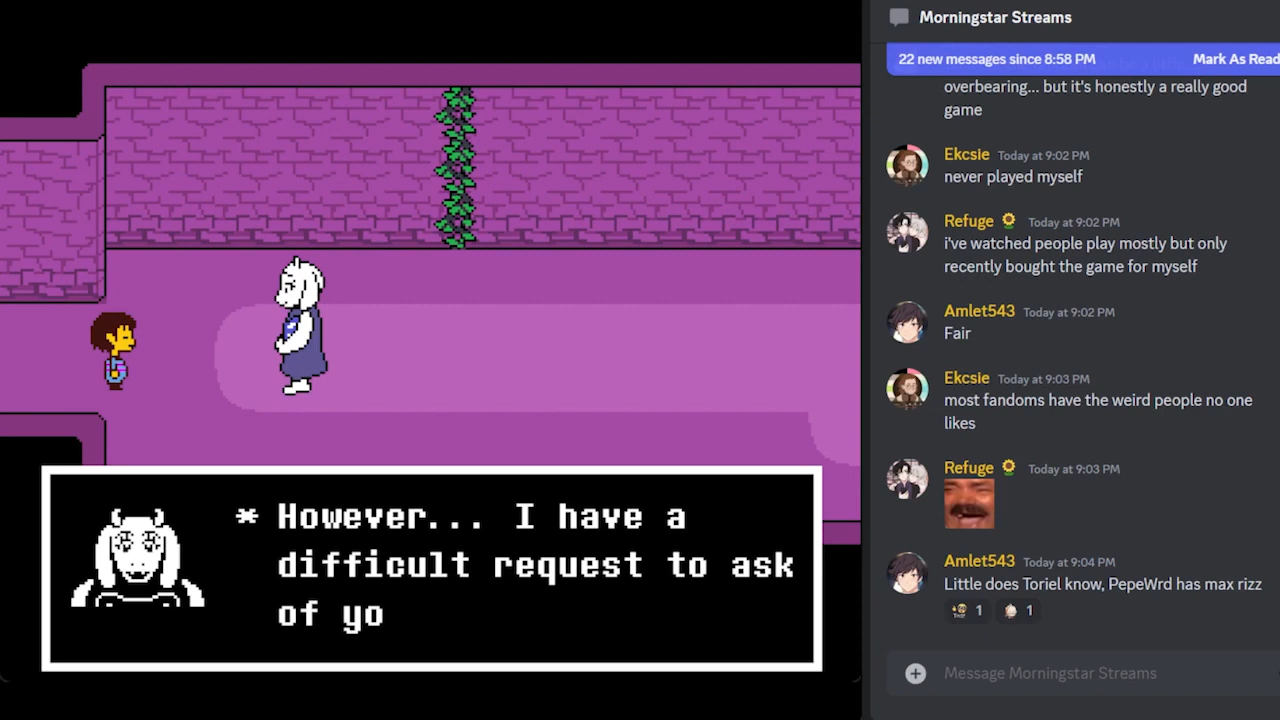 Morningstar Streams
22 new messages since 8:58 PM Mark As Read
overbearing... but it's honestly a really good
game
Ekcsie Today at 9:02 PM
never played myself
Refuge Today at 9:02 PM
i've watched people play mostly but only
recently bought the game for myself
Amlet543 Today at 9:02 PM
Fair
Ekcsie Today at 9:03 PM
most fandoms have the weird people no one
likes
Refuge Today at 9:03 PM
Amlet543 Today at 9:04 PM
Little does Toriel know, PepeWrd has max rizz
1 1
Message Morningstar Streams
* However... I have a
difficult request to ask
of yo